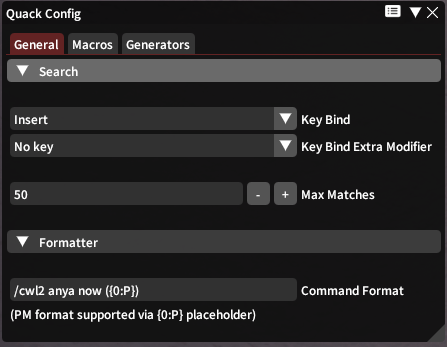 Quack Config
General Macros Generators
Search
Insert Key Bind
No key Key Bind Extra Modifier
50 - + Max Matches
Formatter
/cwl2 anya now ({0:P}) Command Format
(PM format supported via {0:P} placeholder)